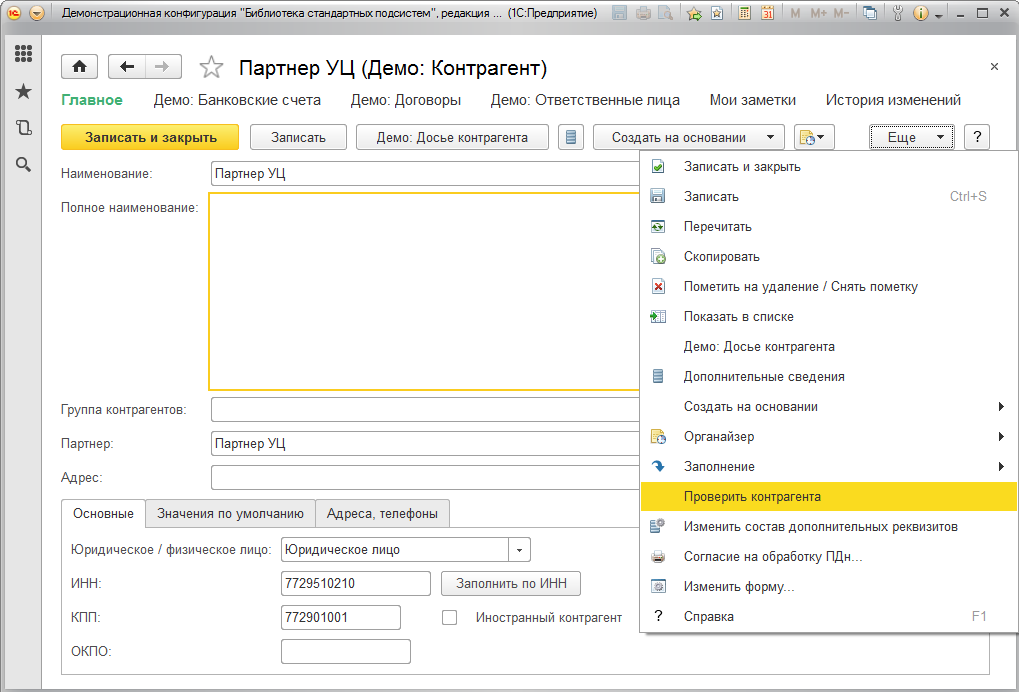 Демонстрационная конфигурация "Библиотека стандартных подсистем", редакция ... (1С:Предприятие)
M M+ M-
Партнер УЦ (Демо: Контрагент)
Главное Демо: Банковские счета Демо: Договоры Демо: Ответственные лица Мои заметки История изменений
Записать и закрыть Записать Демо: Досье контрагента Создать на основании Еще ?
Наименование: Партнер УЦ
Полное наименование:
Группа контрагентов:
Партнер: Партнер УЦ
Адрес:
Основные Значения по умолчанию Адреса, телефоны
Юридическое / физическое лицо: Юридическое лицо
ИНН: 7729510210 Заполнить по ИНН
КПП: 772901001 Иностранный контрагент
ОКПО:
Записать и закрыть
Записать Ctrl+S
Перечитать
Скопировать
Пометить на удаление / Снять пометку
Показать в списке
Демо: Досье контрагента
Дополнительные сведения
Создать на основании
Органайзер
Заполнение
Проверить контрагента
Изменить состав дополнительных реквизитов
Согласие на обработку ПДн...
Изменить форму...
? Справка F1